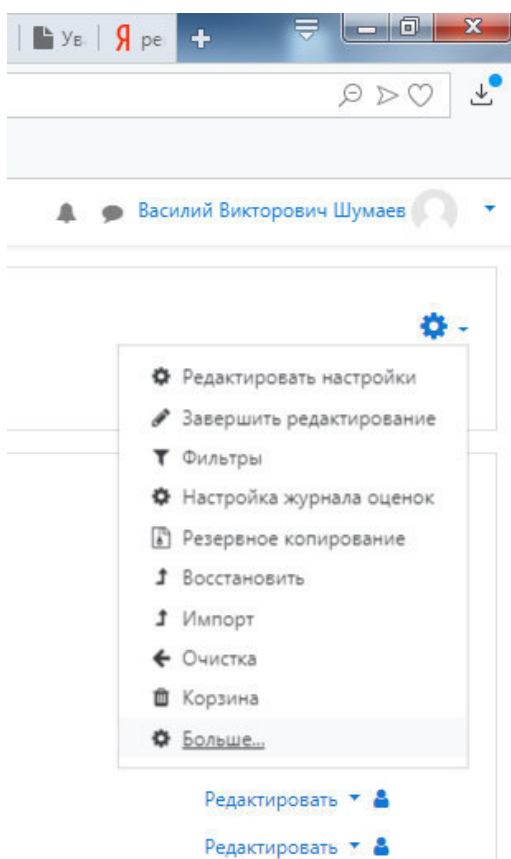 Ув.
Я ре
Василий Викторович Шумаев
Редактировать настройки
Завершить редактирование
Фильтры
Настройка журнала оценок
Резервное копирование
Восстановить
Импорт
Очистка
Корзина
Больше...
Редактировать
Редактировать